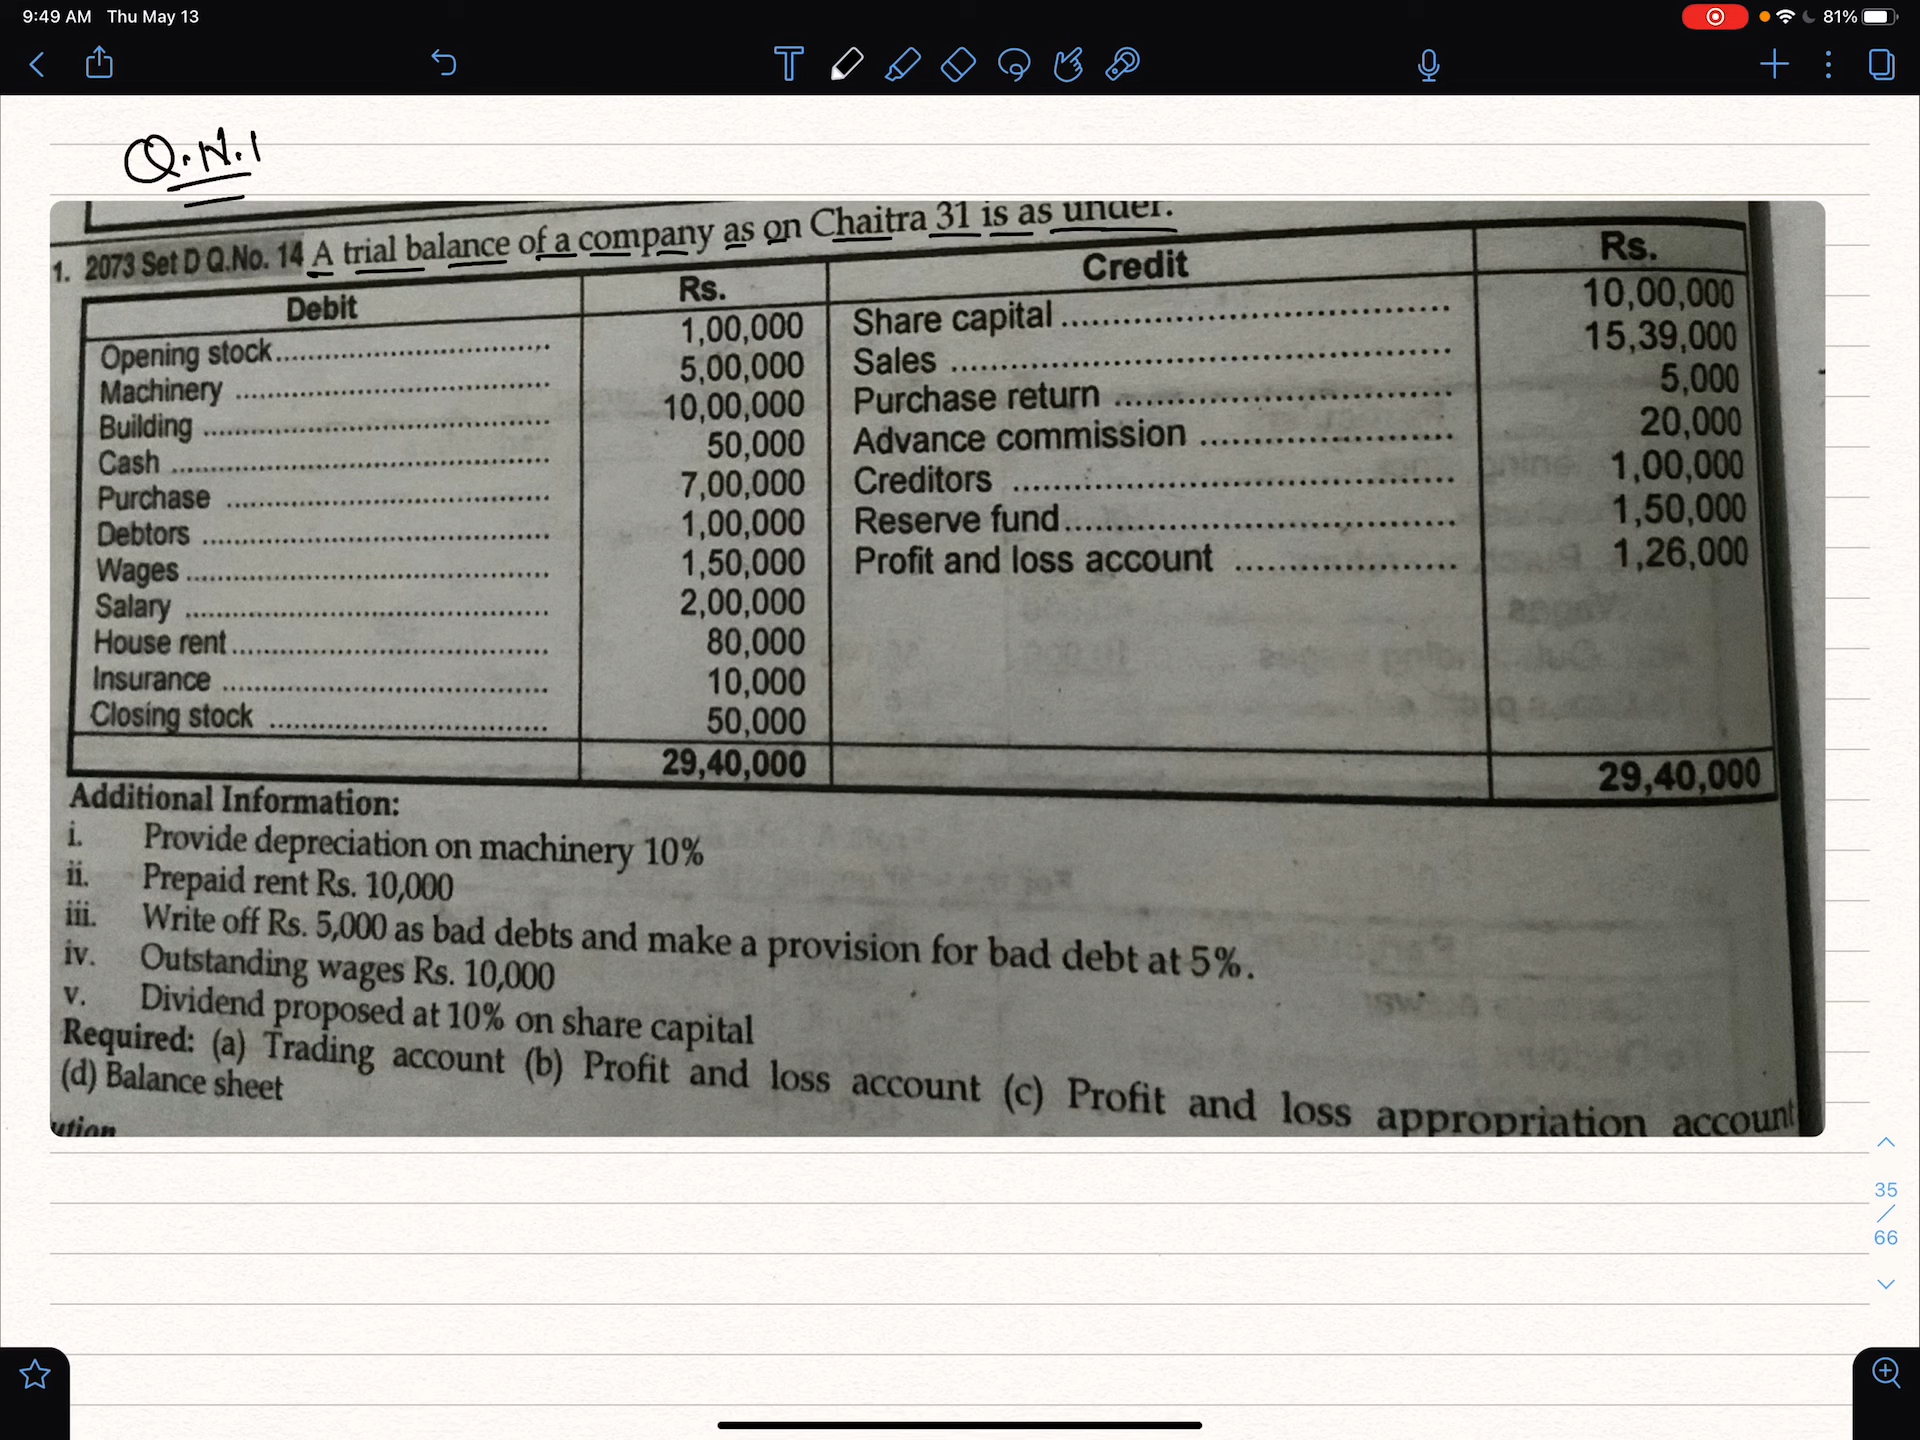 9:49 AM Thu May 13
81%
Q.N.1
1. 2073 Set D Q.No. 14 A trial balance of a company as on Chaitra 31 is as under.
Debit Rs. Credit Rs.
Opening stock 1,00,000 Share capital 10,00,000
Machinery 5,00,000 Sales 15,39,000
Building 10,00,000 Purchase return 5,000
Cash 50,000 Advance commission 20,000
Purchase 7,00,000 Creditors 1,00,000
Debtors 1,00,000 Reserve fund 1,50,000
Wages 1,50,000 Profit and loss account 1,26,000
Salary 2,00,000
House rent 80,000
Insurance 10,000
Closing stock 50,000
29,40,000 29,40,000
Additional Information:
i. Provide depreciation on machinery 10%
ii. Prepaid rent Rs. 10,000
iii. Write off Rs. 5,000 as bad debts and make a provision for bad debt at 5%.
iv. Outstanding wages Rs. 10,000
v. Dividend proposed at 10% on share capital
Required: (a) Trading account (b) Profit and loss account (c) Profit and loss appropriation account
(d) Balance sheet
35
/
66